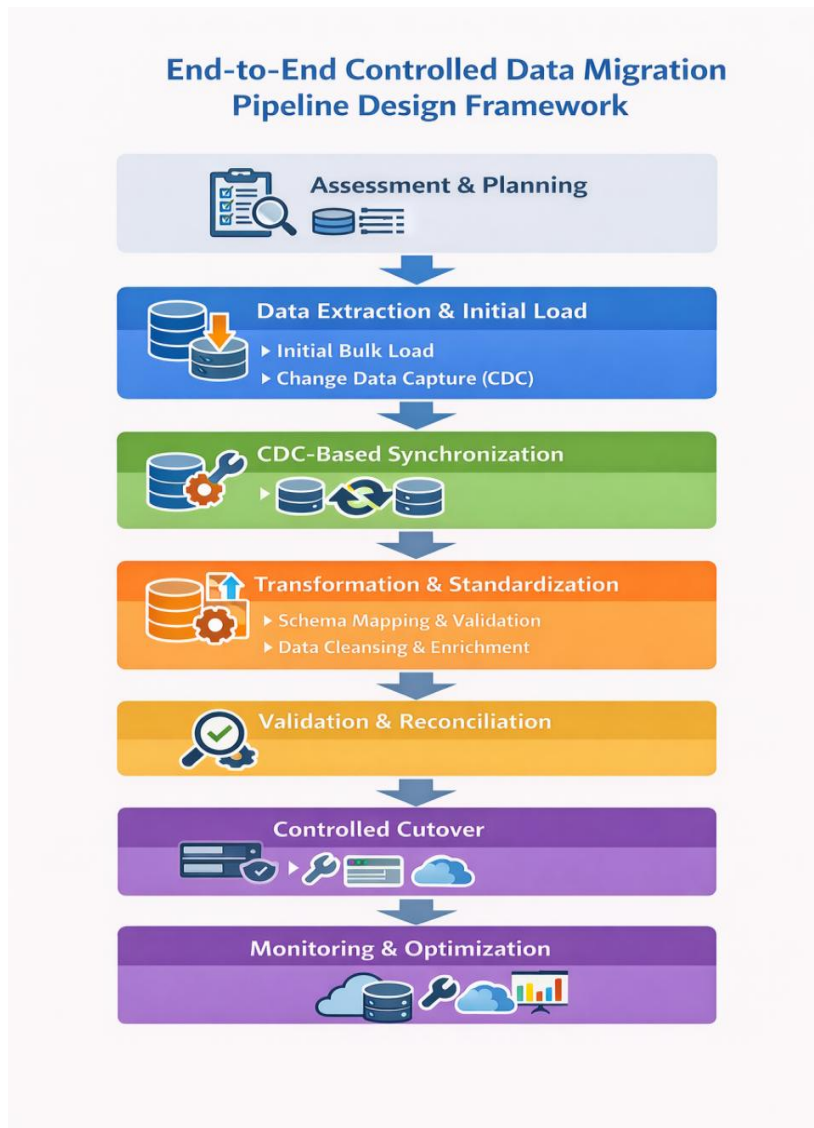 End-to-End Controlled Data Migration
Pipeline Design Framework
Assessment & Planning
Data Extraction & Initial Load
Initial Bulk Load
Change Data Capture (CDC)
CDC-Based Synchronization
Transformation & Standardization
Schema Mapping & Validation
Data Cleansing & Enrichment
Validation & Reconciliation
Controlled Cutover
Monitoring & Optimization